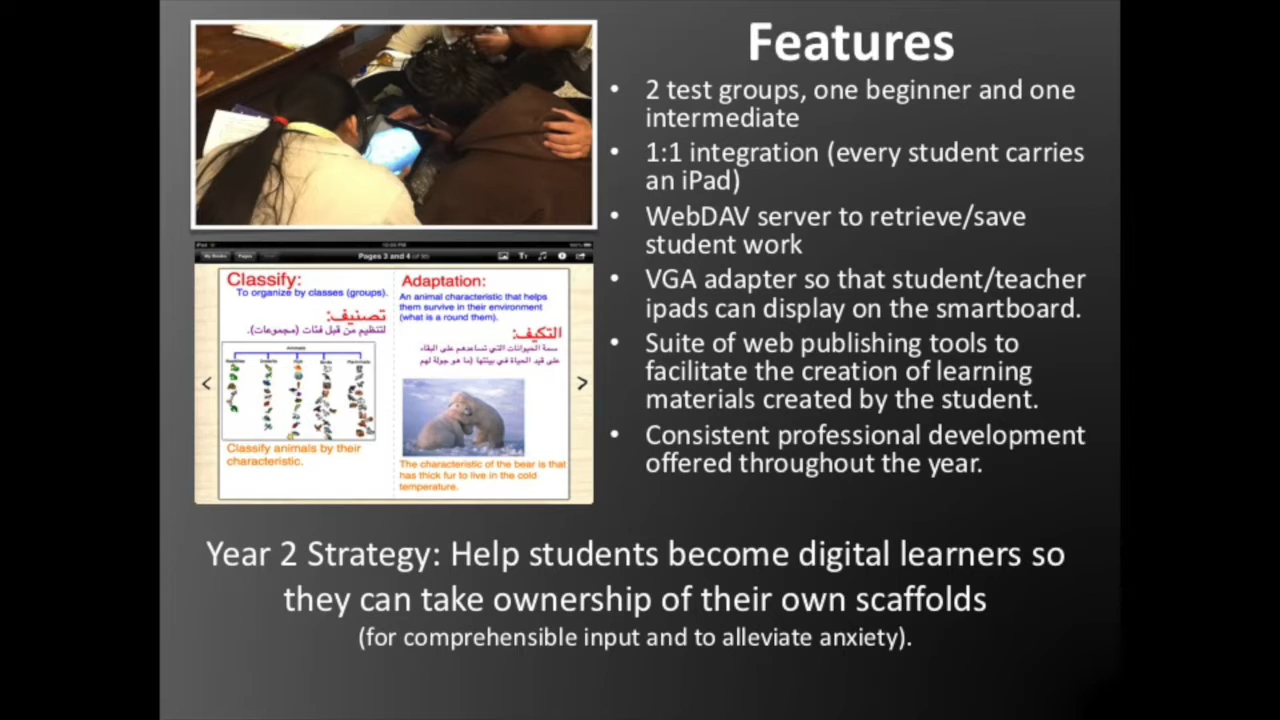 Features
• 2 test groups, one beginner and one
intermediate
• 1:1 integration (every student carries
an iPad)
• WebDAV server to retrieve/save
student work
• VGA adapter so that student/teacher
ipads can display on the smartboard.
• Suite of web publishing tools to
facilitate the creation of learning
materials created by the student.
• Consistent professional development
offered throughout the year.
My Books Pages
Pages 3 and 4
Classify:
To organize by classes (groups).
تصنيف:
لتنظيم من قبل فئات (مجموعات).
Animals
Classify animals by their
characteristic.
Adaptation:
An animal characteristic that helps
them survive in their environment
(what is a round them).
التكيف:
سمة الحيوانات التي تساعدهم على البقاء
على قيد الحياة في بيئتها (ما هو جولة لهم
The characteristic of the bear is that
has thick fur to live in the cold
temperature.
Year 2 Strategy: Help students become digital learners so
they can take ownership of their own scaffolds
(for comprehensible input and to alleviate anxiety).